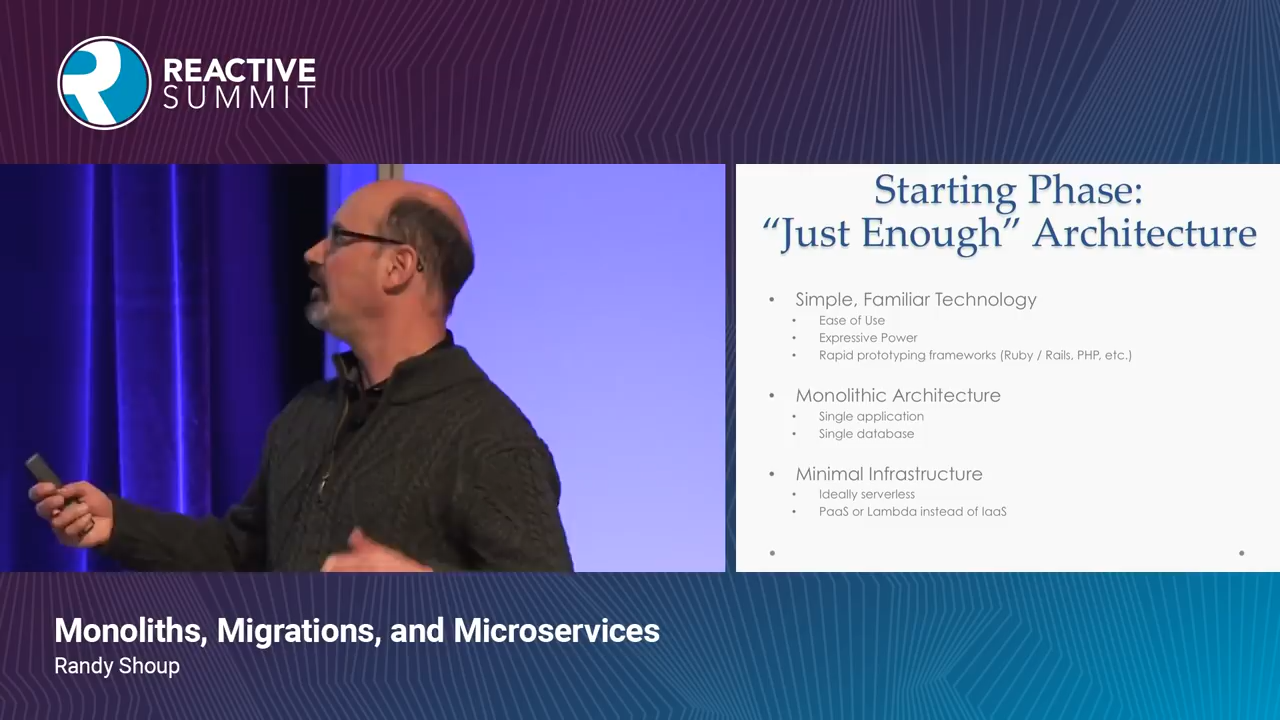 REACTIVE
SUMMIT
Starting Phase:
“Just Enough” Architecture
• Simple, Familiar Technology
• Ease of Use
• Expressive Power
• Rapid prototyping frameworks (Ruby / Rails, PHP, etc.)
• Monolithic Architecture
• Single application
• Single database
• Minimal Infrastructure
• Ideally serverless
• PaaS or Lambda instead of IaaS
Monoliths, Migrations, and Microservices
Randy Shoup